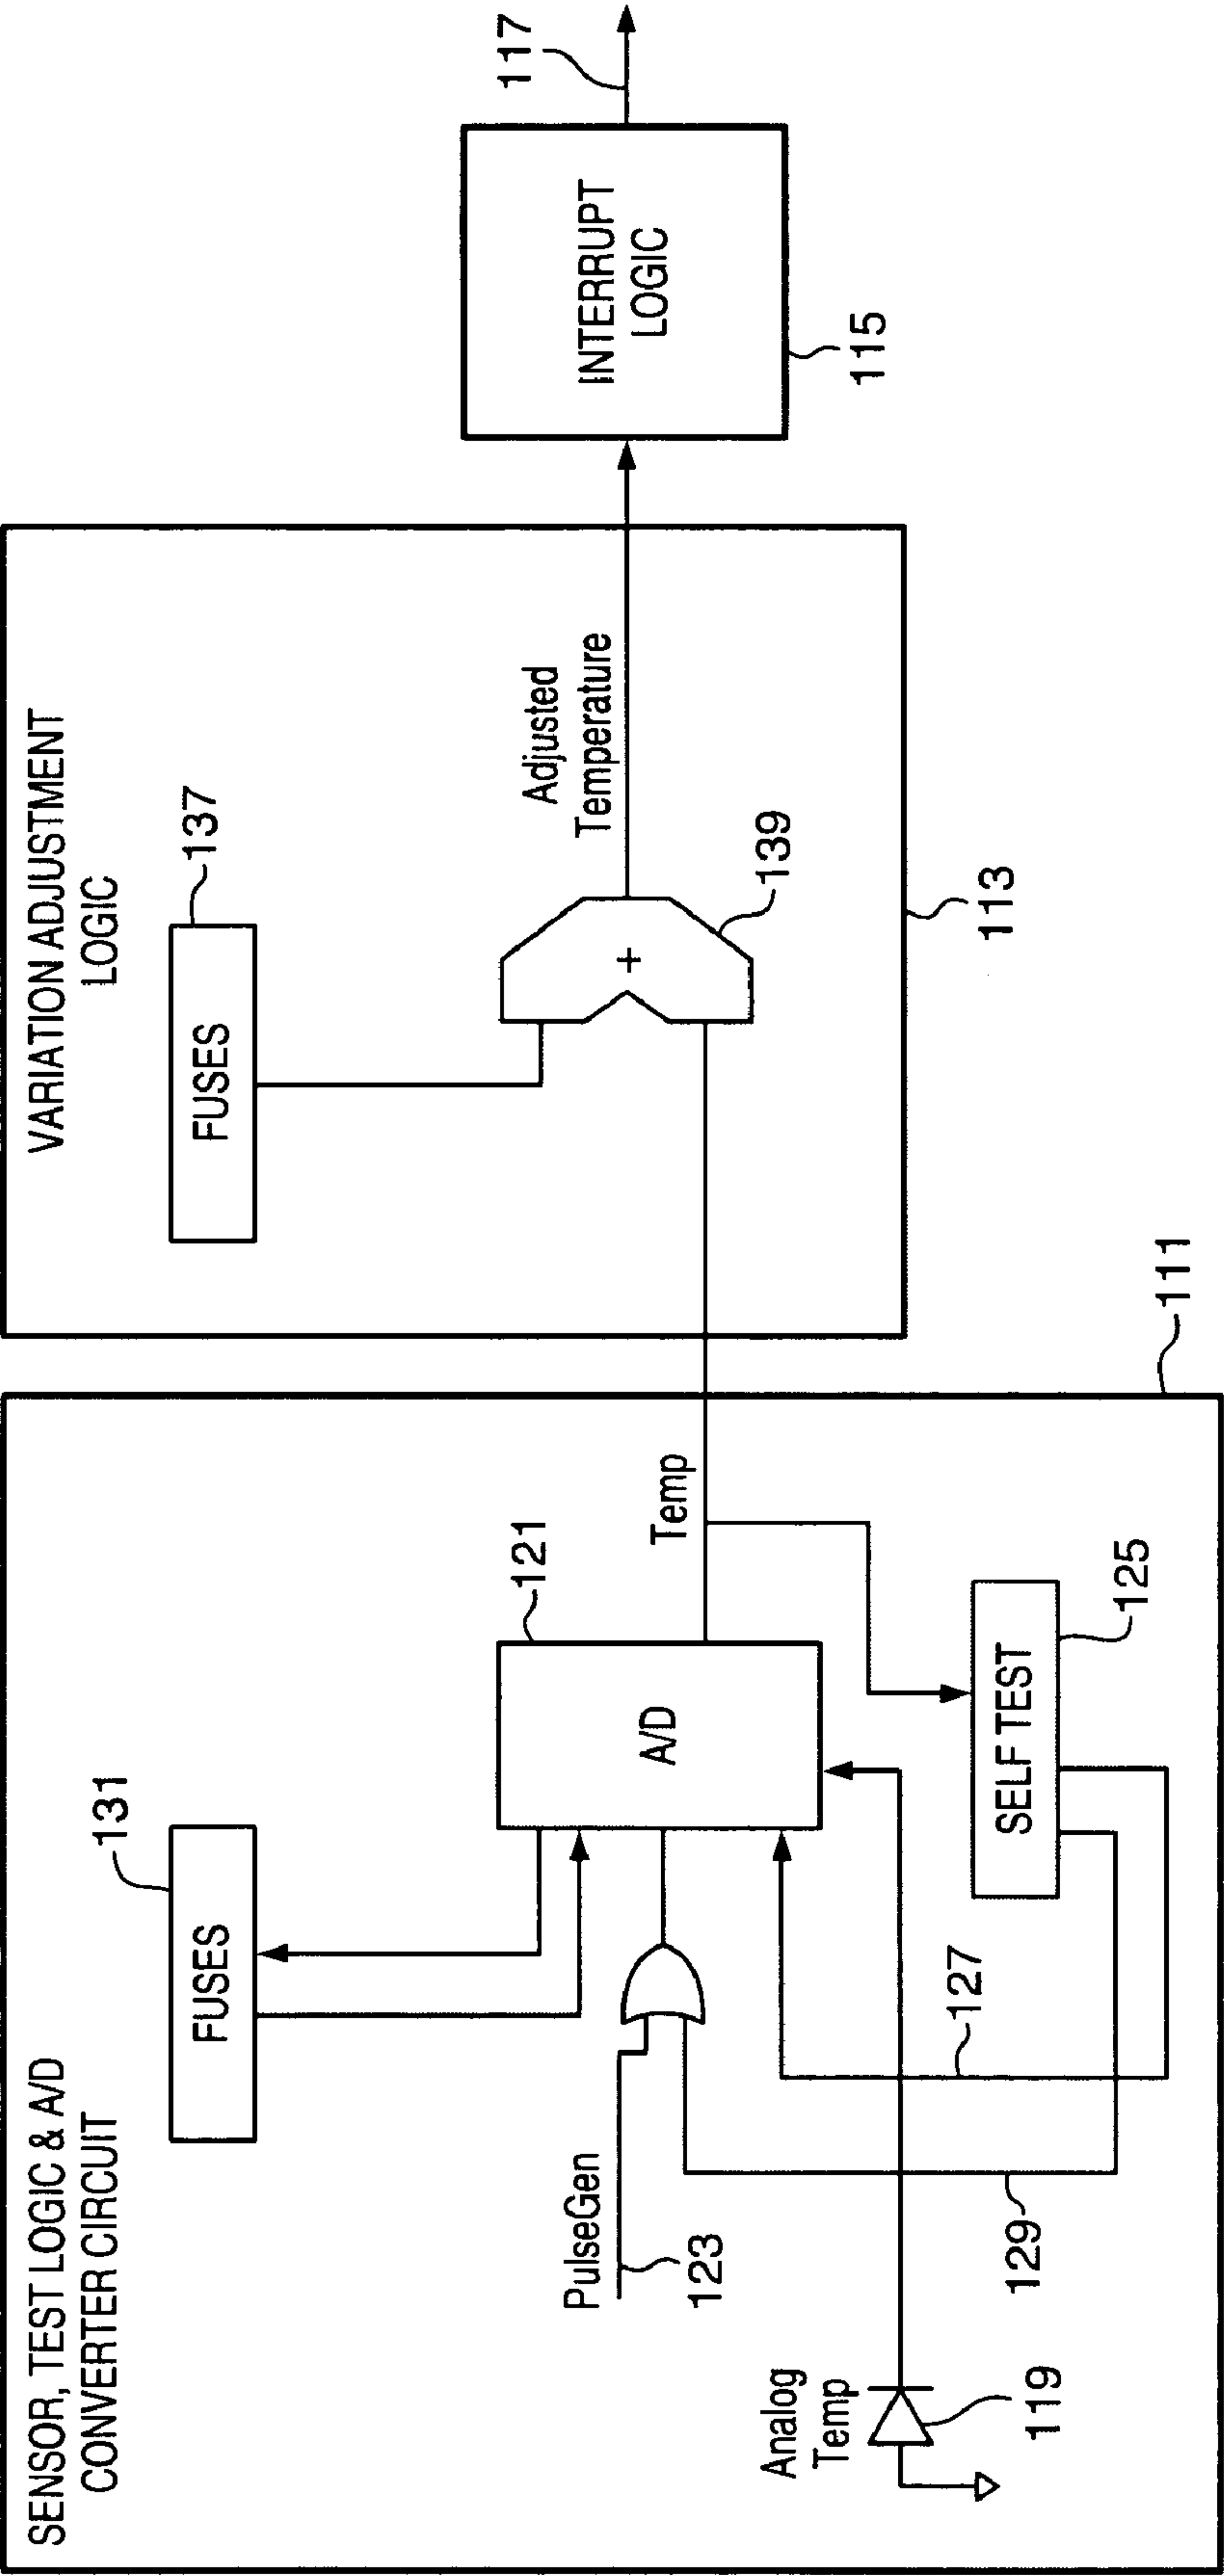 SENSOR, TEST LOGIC & A/D
CONVERTER CIRCUIT
FUSES
131
PulseGen
123
A/D
121
Temp
Analog
Temp
119
129
127
SELF TEST
125
111
VARIATION ADJUSTMENT
LOGIC
FUSES
137
+
139
Adjusted
Temperature
113
INTERRUPT
LOGIC
115
117